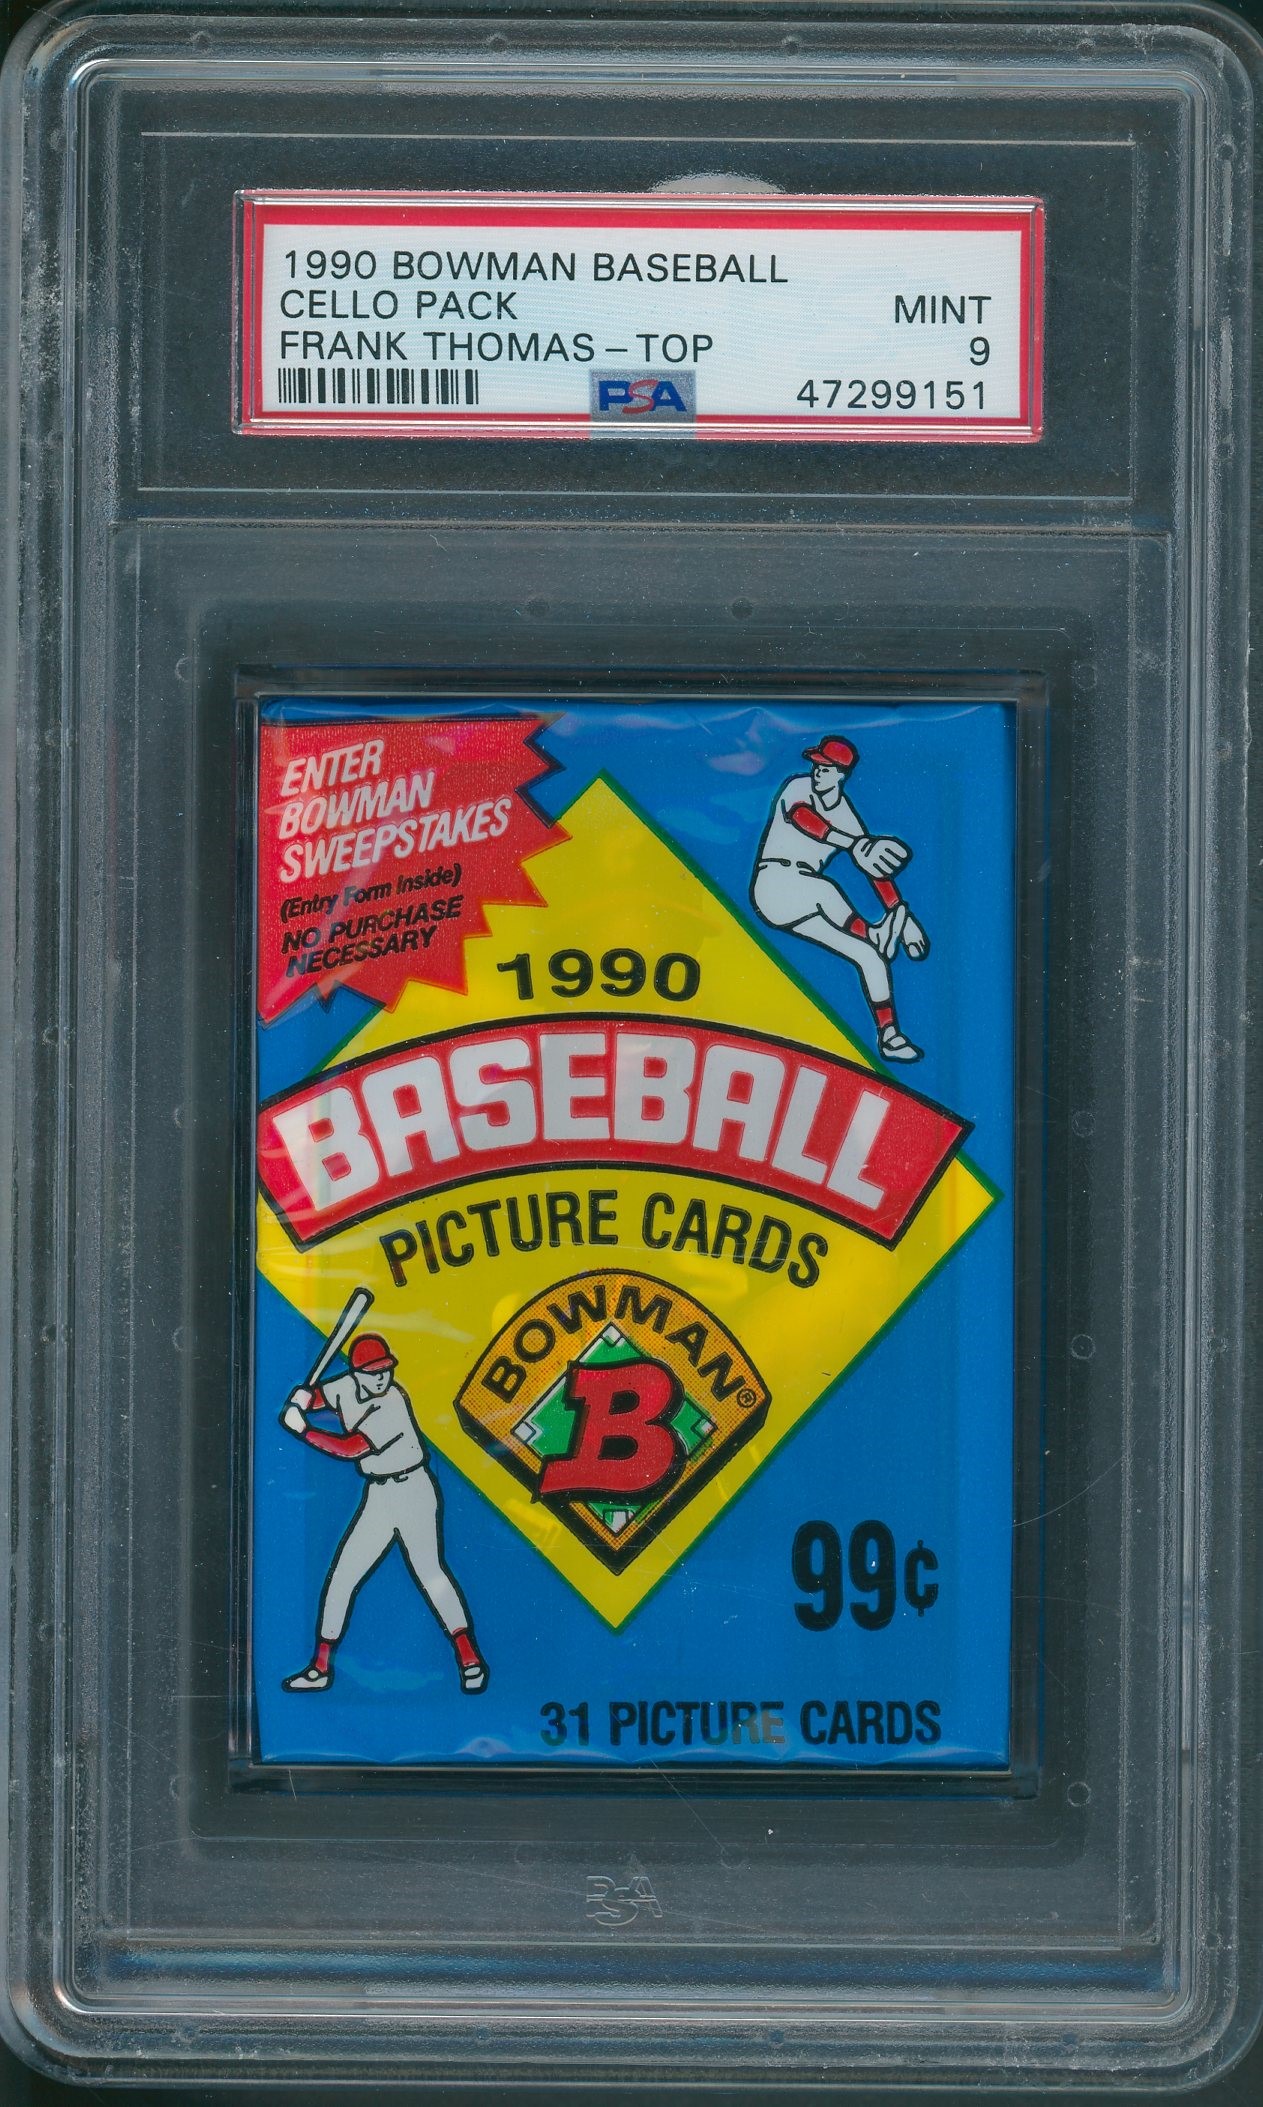 1990 BOWMAN BASEBALL
CELLO PACK
MINT
FRANK THOMAS – TOP
9
PSA
47299151
ENTER
BOWMAN
SWEEPSTAKES
(Entry Form Inside)
NO PURCHASE
NECESSARY
1990
BASEBALL
PICTURE CARDS
BOWMAN®
B
99¢
31 PICTURE CARDS
PSA